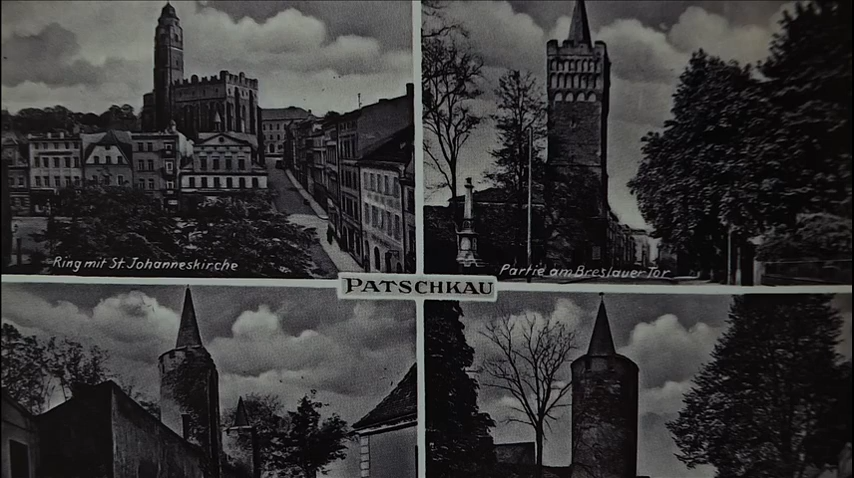 Ring mit St. Johanneskirche
Partie am Breslauer Tor
PATSCHKAU